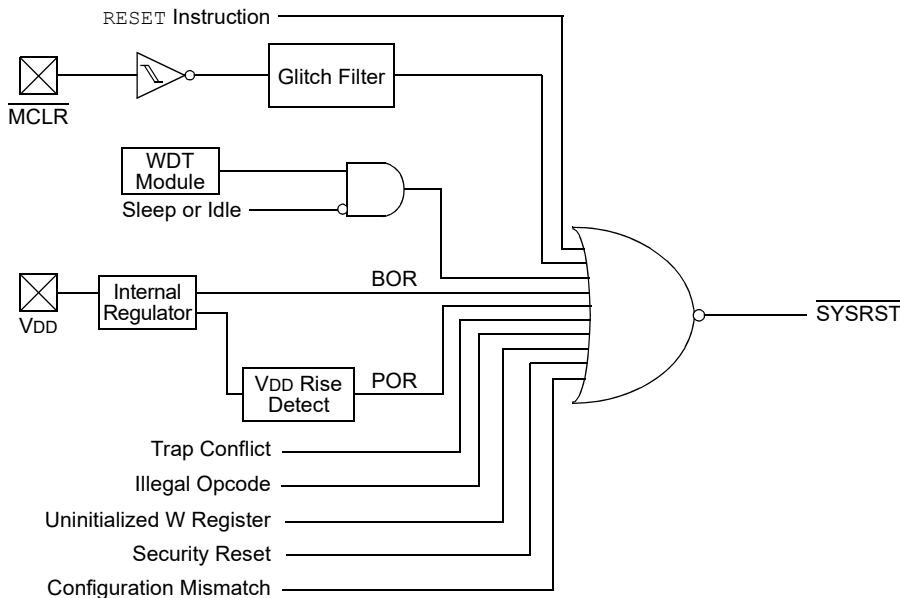 RESET Instruction
Glitch Filter
MCLR
WDT
Module
Sleep or Idle
BOR
Internal
Regulator
VDD
SYSRST
VDD Rise
Detect
POR
Trap Conflict
Illegal Opcode
Uninitialized W Register
Security Reset
Configuration Mismatch